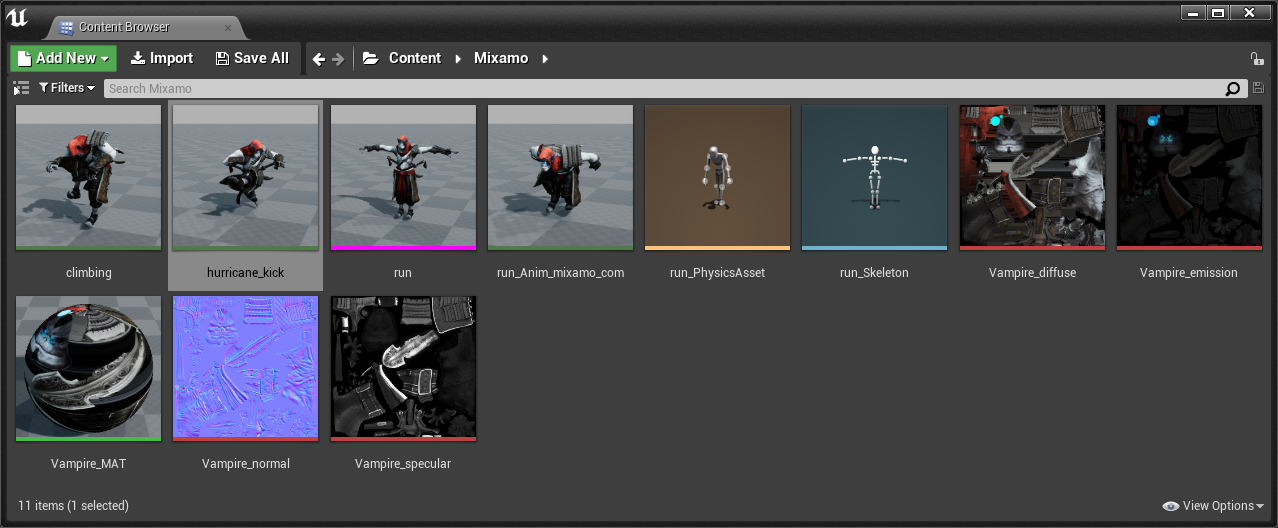 Content Browser
Add New Import Save All Content Mixamo
Filters Search Mixamo
climbing hurricane_kick run run_Anim_mixamo_com run_PhysicsAsset run_Skeleton Vampire_diffuse Vampire_emission
Vampire_MAT Vampire_normal Vampire_specular
11 items (1 selected) View Options